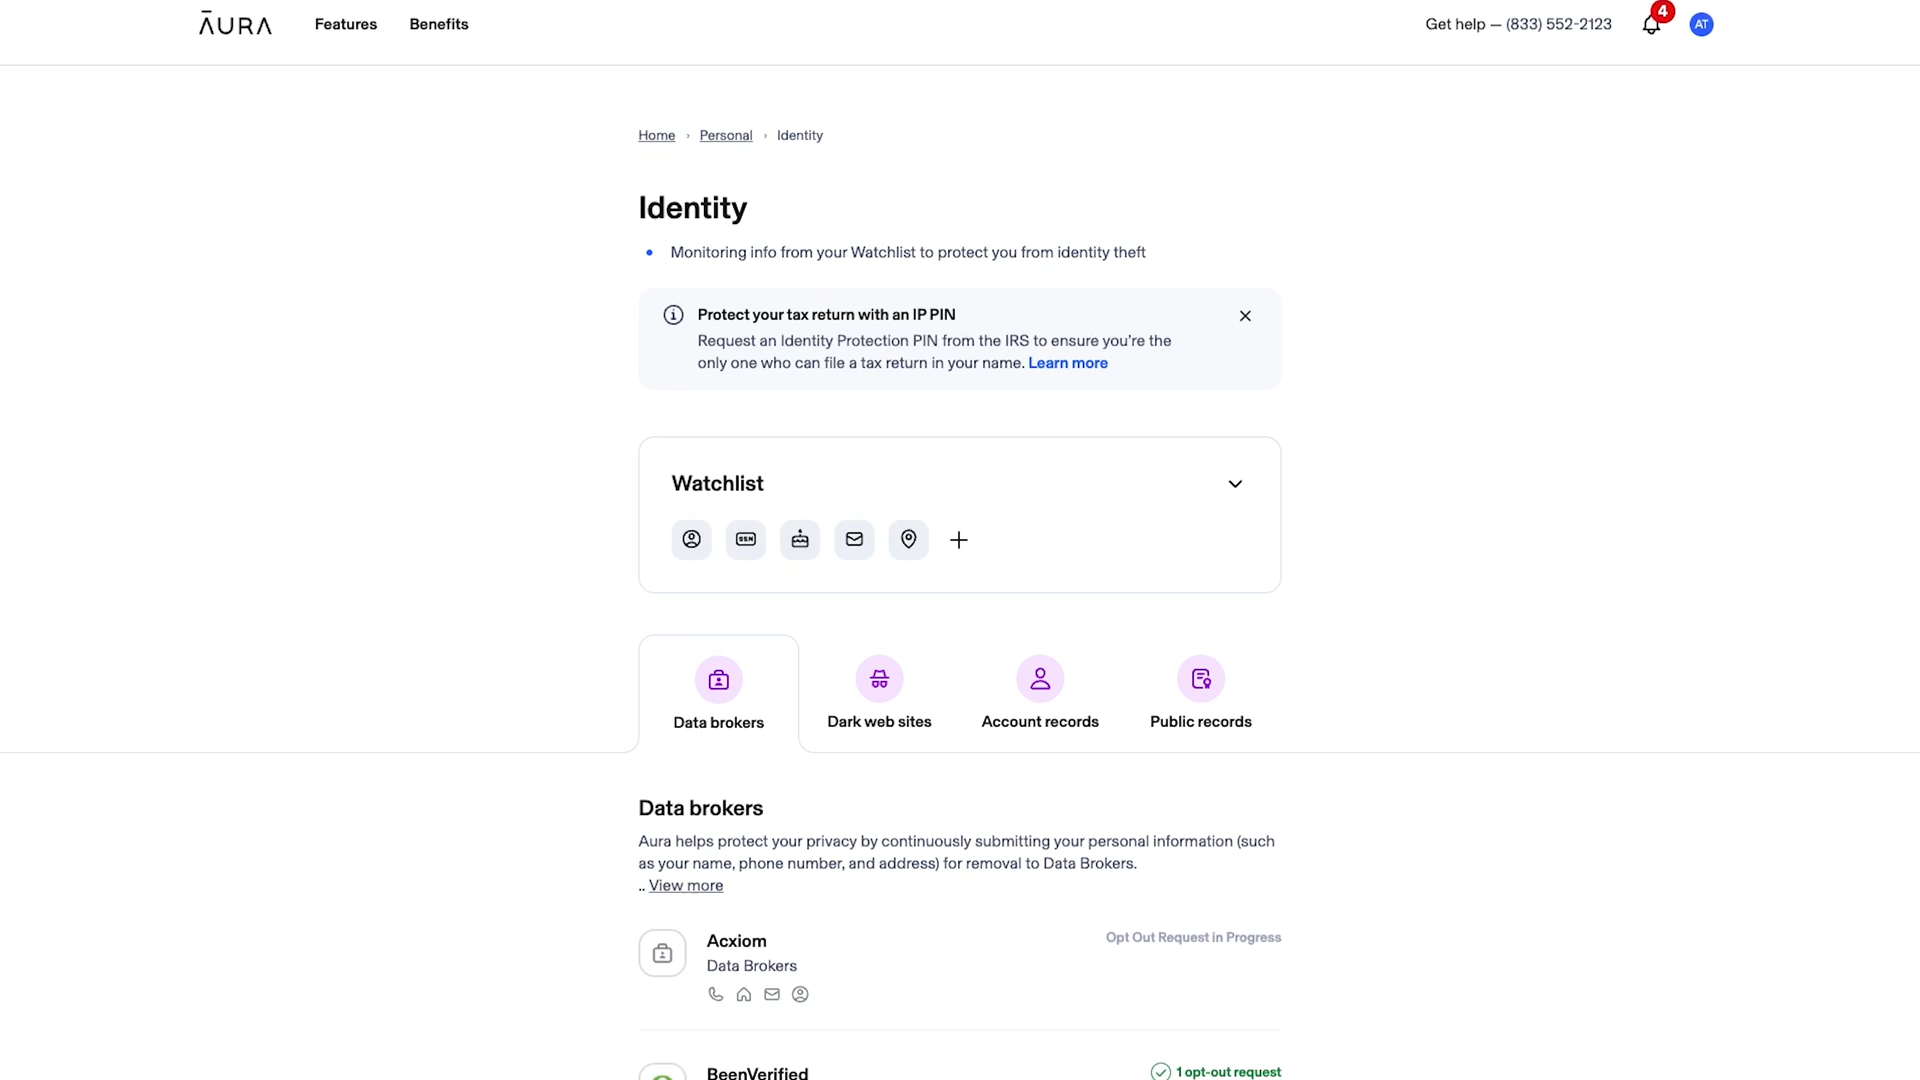 ĀURA
Features
Benefits
Get help — (833) 552-2123
4
AT
Home › Personal › Identity
Identity
• Monitoring info from your Watchlist to protect you from identity theft
Protect your tax return with an IP PIN
Request an Identity Protection PIN from the IRS to ensure you're the
only one who can file a tax return in your name. Learn more
Watchlist
SSN
Data brokers
Dark web sites
Account records
Public records
Data brokers
Aura helps protect your privacy by continuously submitting your personal information (such
as your name, phone number, and address) for removal to Data Brokers.
.. View more
Acxiom
Opt Out Request in Progress
Data Brokers
BeenVerified
1 opt-out request